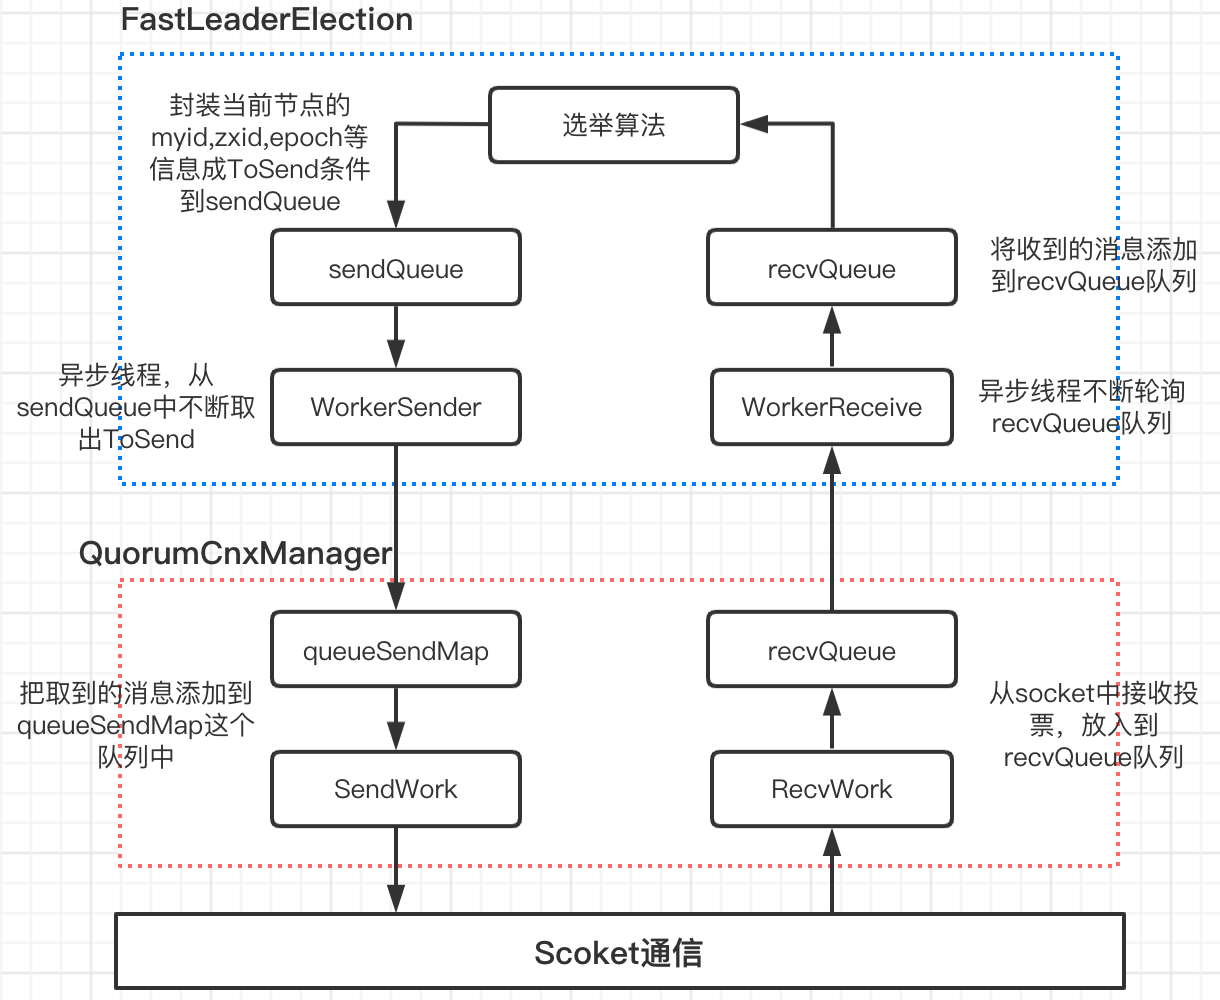 FastLeaderElection
封装当前节点的
myid,zxid,epoch等
信息成ToSend条件
到sendQueue
选举算法
sendQueue
recvQueue
将收到的消息添加
到recvQueue队列
异步线程，从
sendQueue中不断取
出ToSend
WorkerSender
WorkerReceive
异步线程不断轮询
recvQueue队列
QuorumCnxManager
queueSendMap
recvQueue
把取到的消息添加到
queueSendMap这个
队列中
从socket中接收投
票，放入到
recvQueue队列
SendWork
RecvWork
Scoket通信